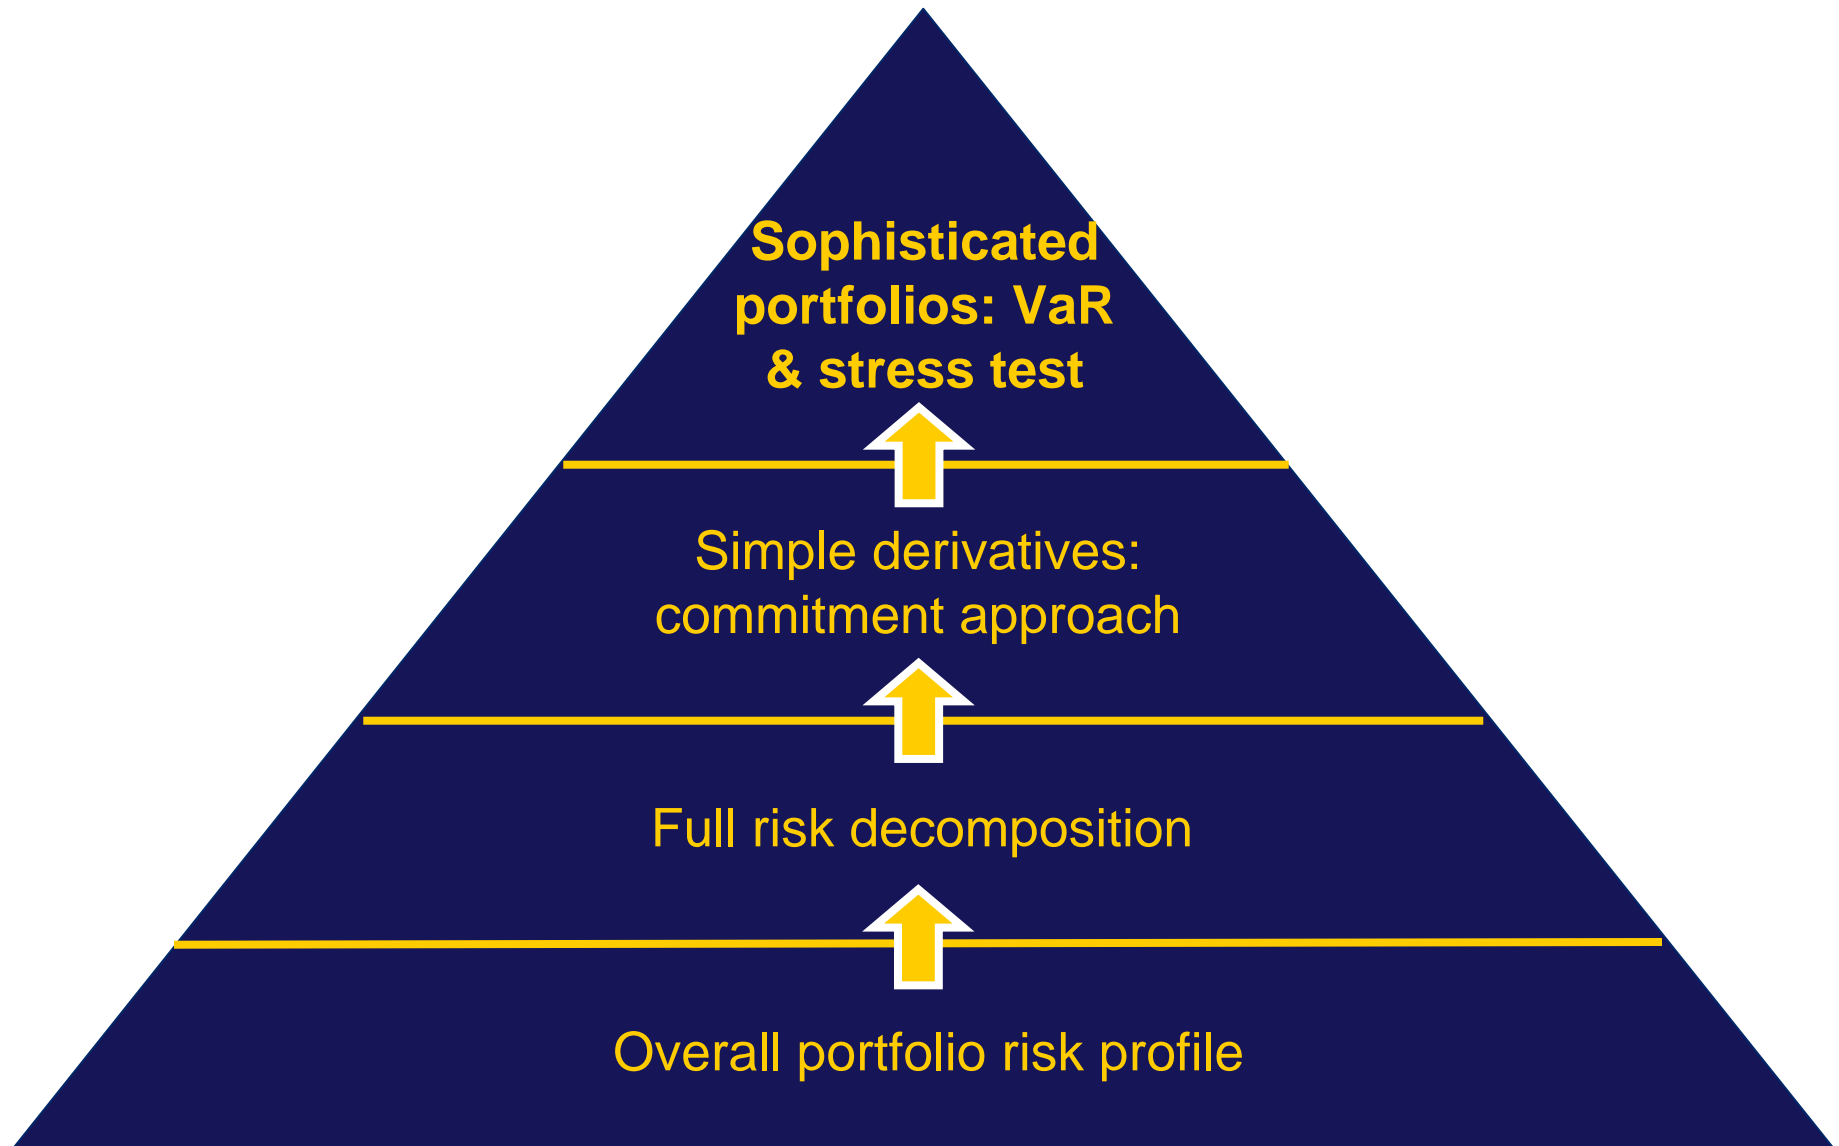 Sophisticated
portfolios: VaR
& stress test
Simple derivatives:
commitment approach
Full risk decomposition
Overall portfolio risk profile